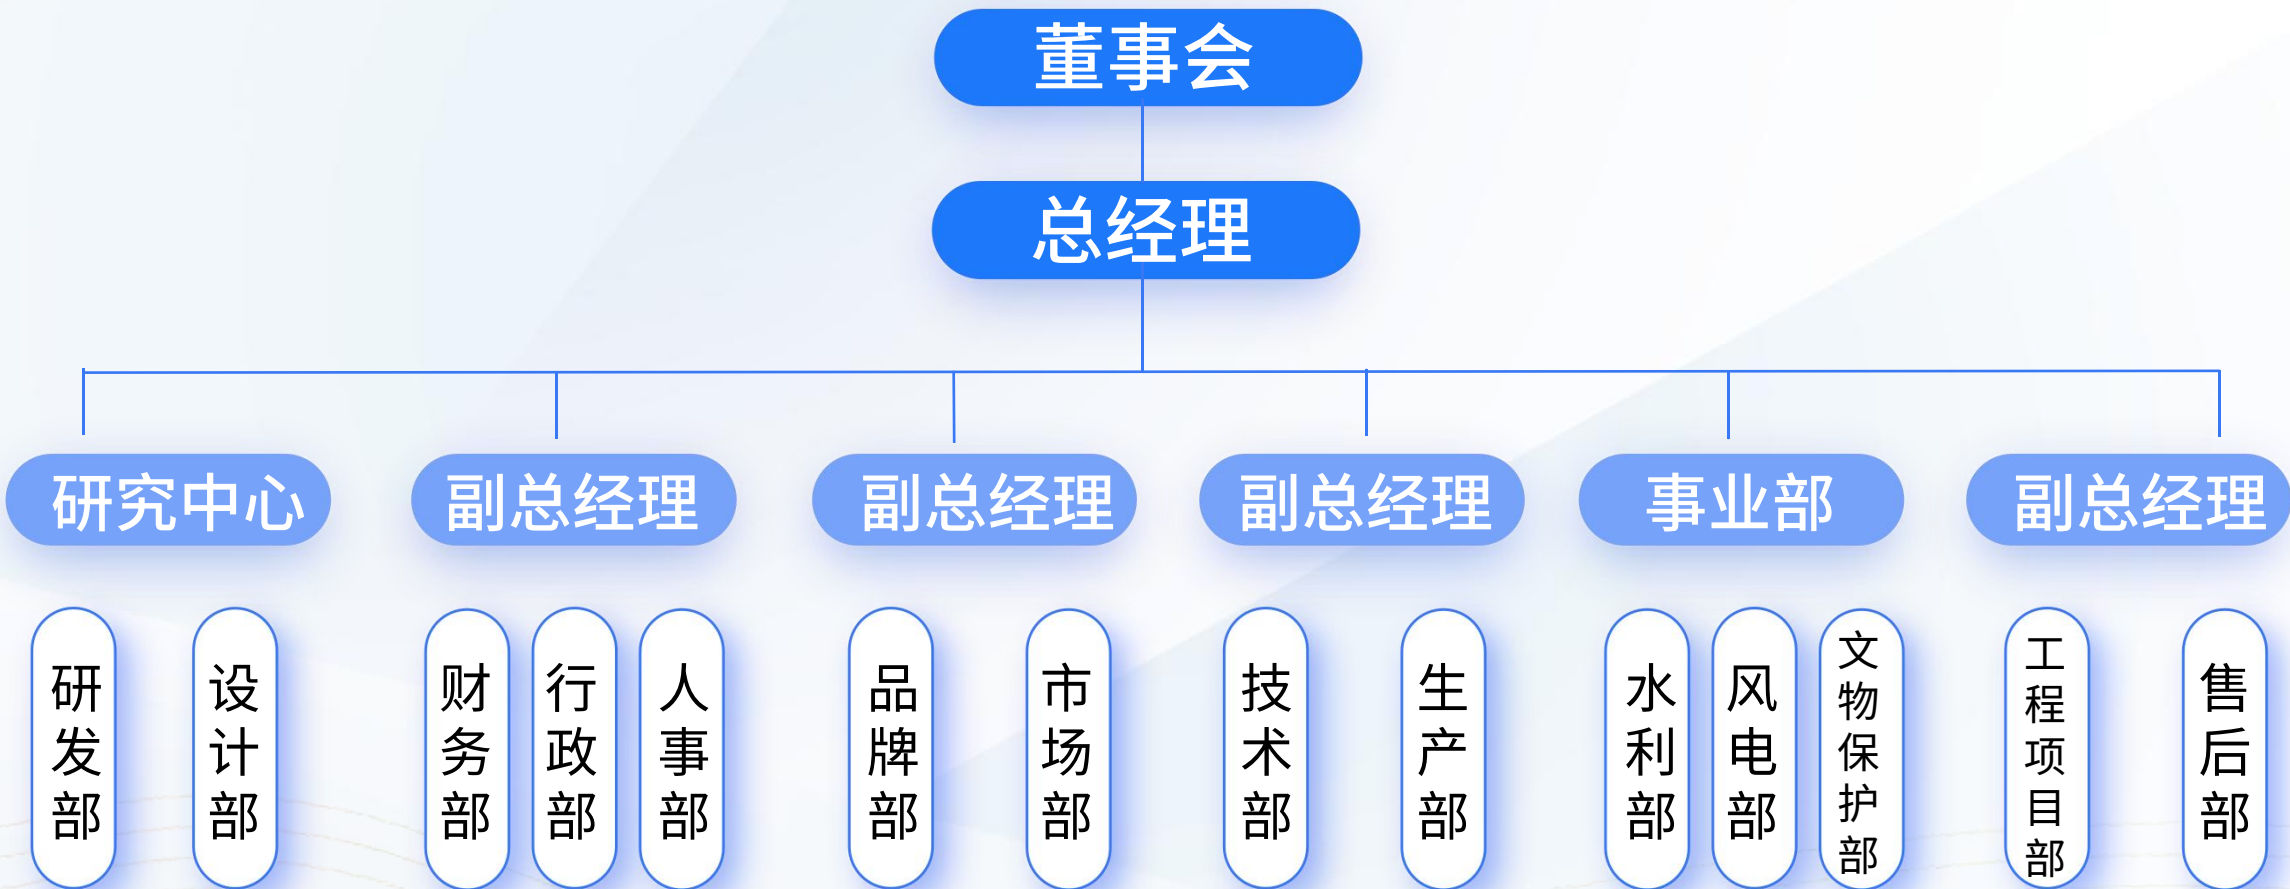 董事会
总经理
研究中心
副总经理
副总经理
副总经理
事业部
副总经理
研发部
设计部
财务部
行政部
人事部
品牌部
市场部
技术部
生产部
水利部
风电部
文物保护部
工程项目部
售后部